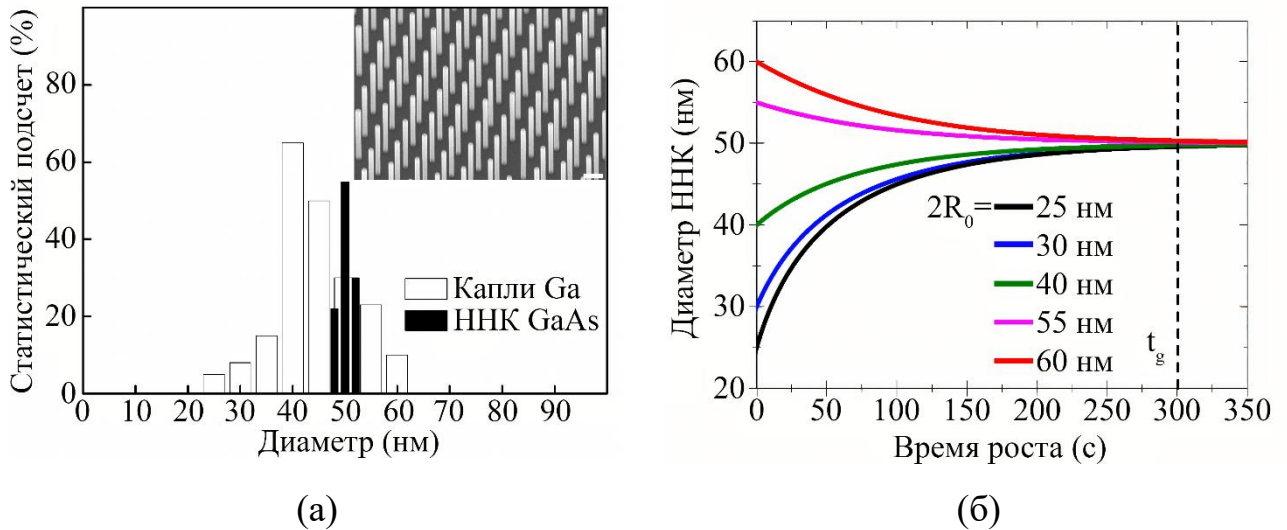 Статистический подсчет (%)
80
60
40
20
0
0 10 20 30 40 50 60 70 80 90
Диаметр (нм)
Капли Ga
ННК GaAs
(а)
Диаметр ННК (нм)
60
50
40
30
20
0 50 100 150 200 250 300 350
Время роста (с)
2R₀= 25 нм
30 нм
40 нм
55 нм
60 нм
t_g
(б)